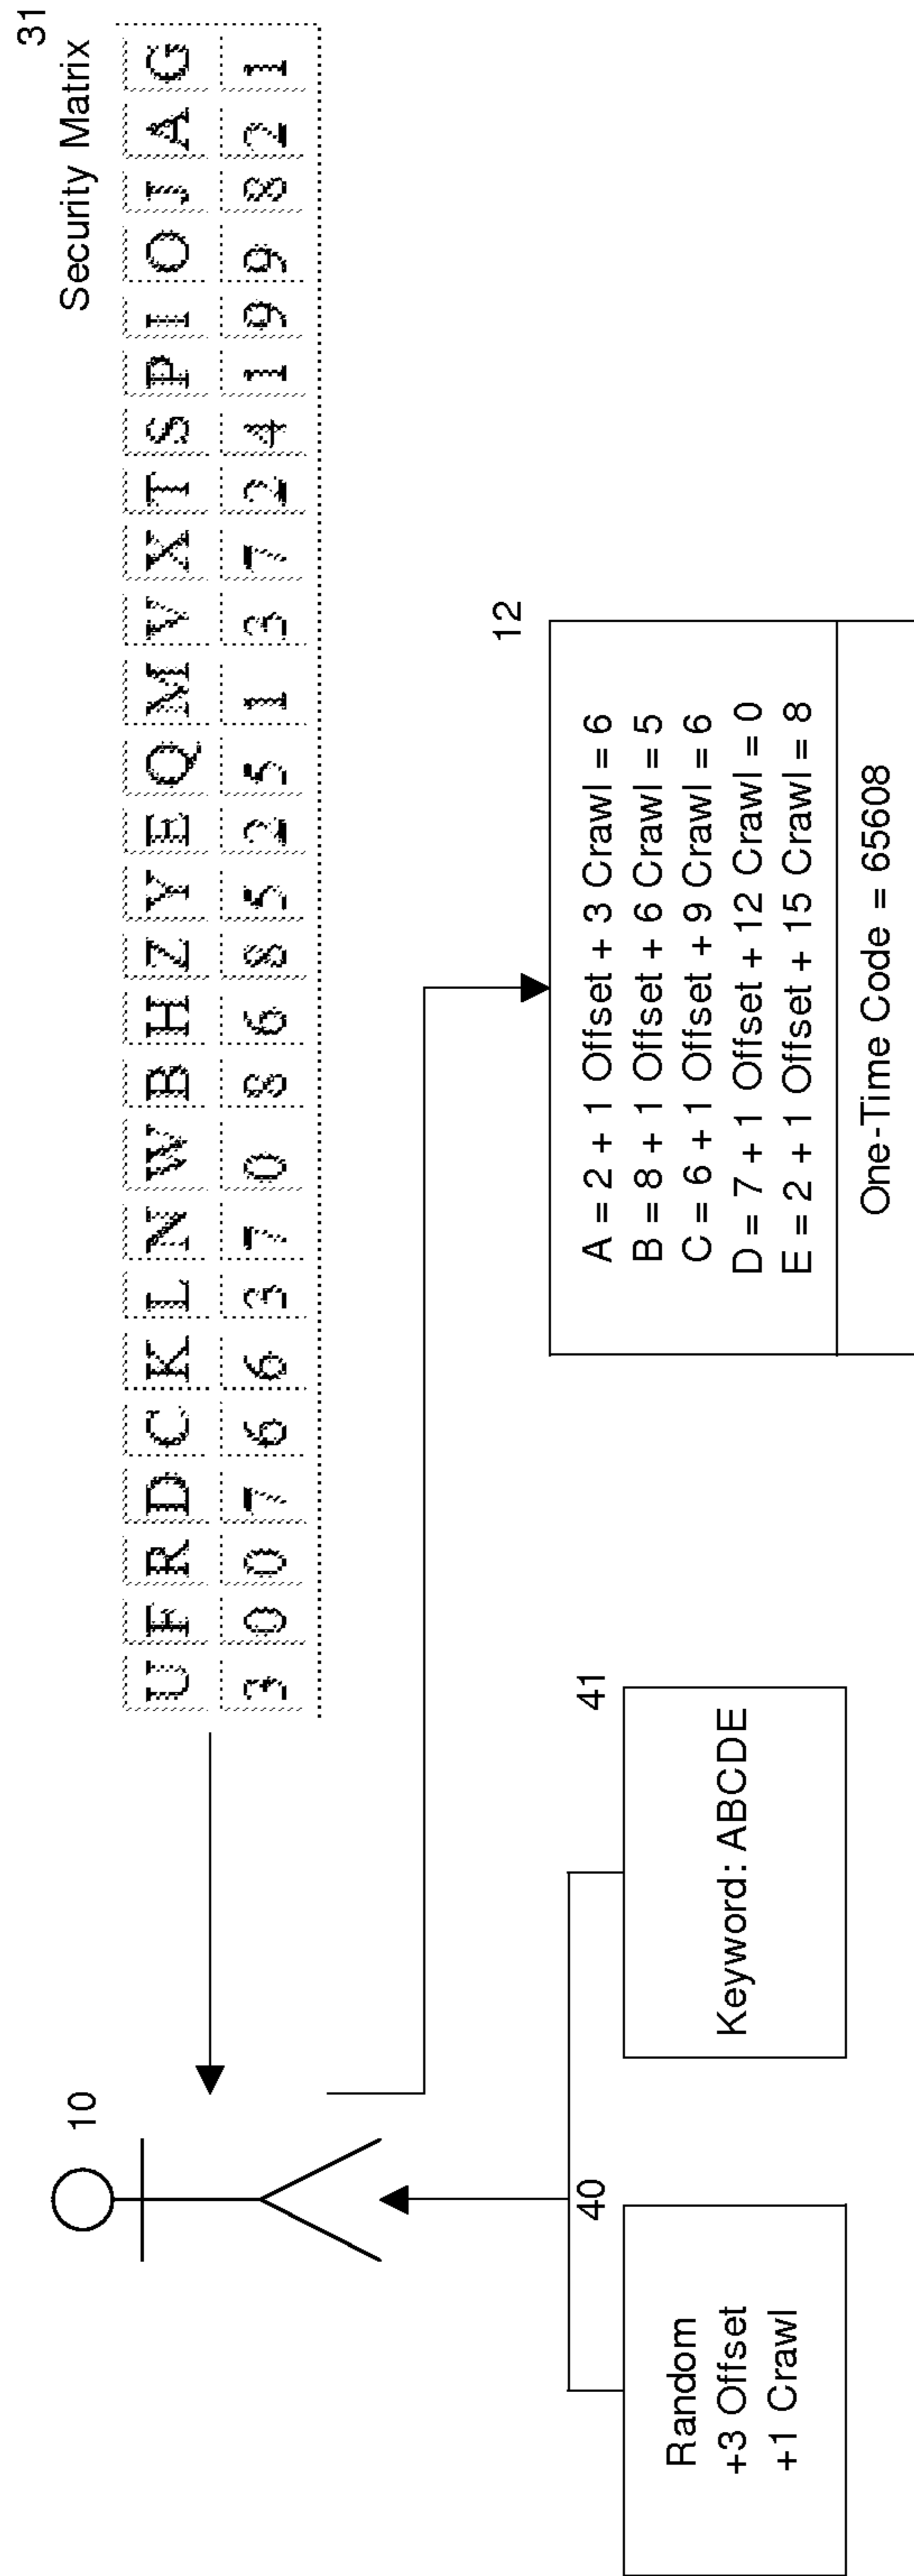 31
Security Matrix
10
U F R D C K L N W B H Z Y E Q M V X T S P I O J A G
3 0 0 7 6 6 3 7 0 8 6 8 5 2 5 1 3 7 2 4 1 9 9 8 2 1
12
A = 2 + 1 Offset + 3 Crawl = 6
B = 8 + 1 Offset + 6 Crawl = 5
C = 6 + 1 Offset + 9 Crawl = 6
D = 7 + 1 Offset + 12 Crawl = 0
E = 2 + 1 Offset + 15 Crawl = 8
One-Time Code = 65608
40
Random
+3 Offset
+1 Crawl
41
Keyword: ABCDE